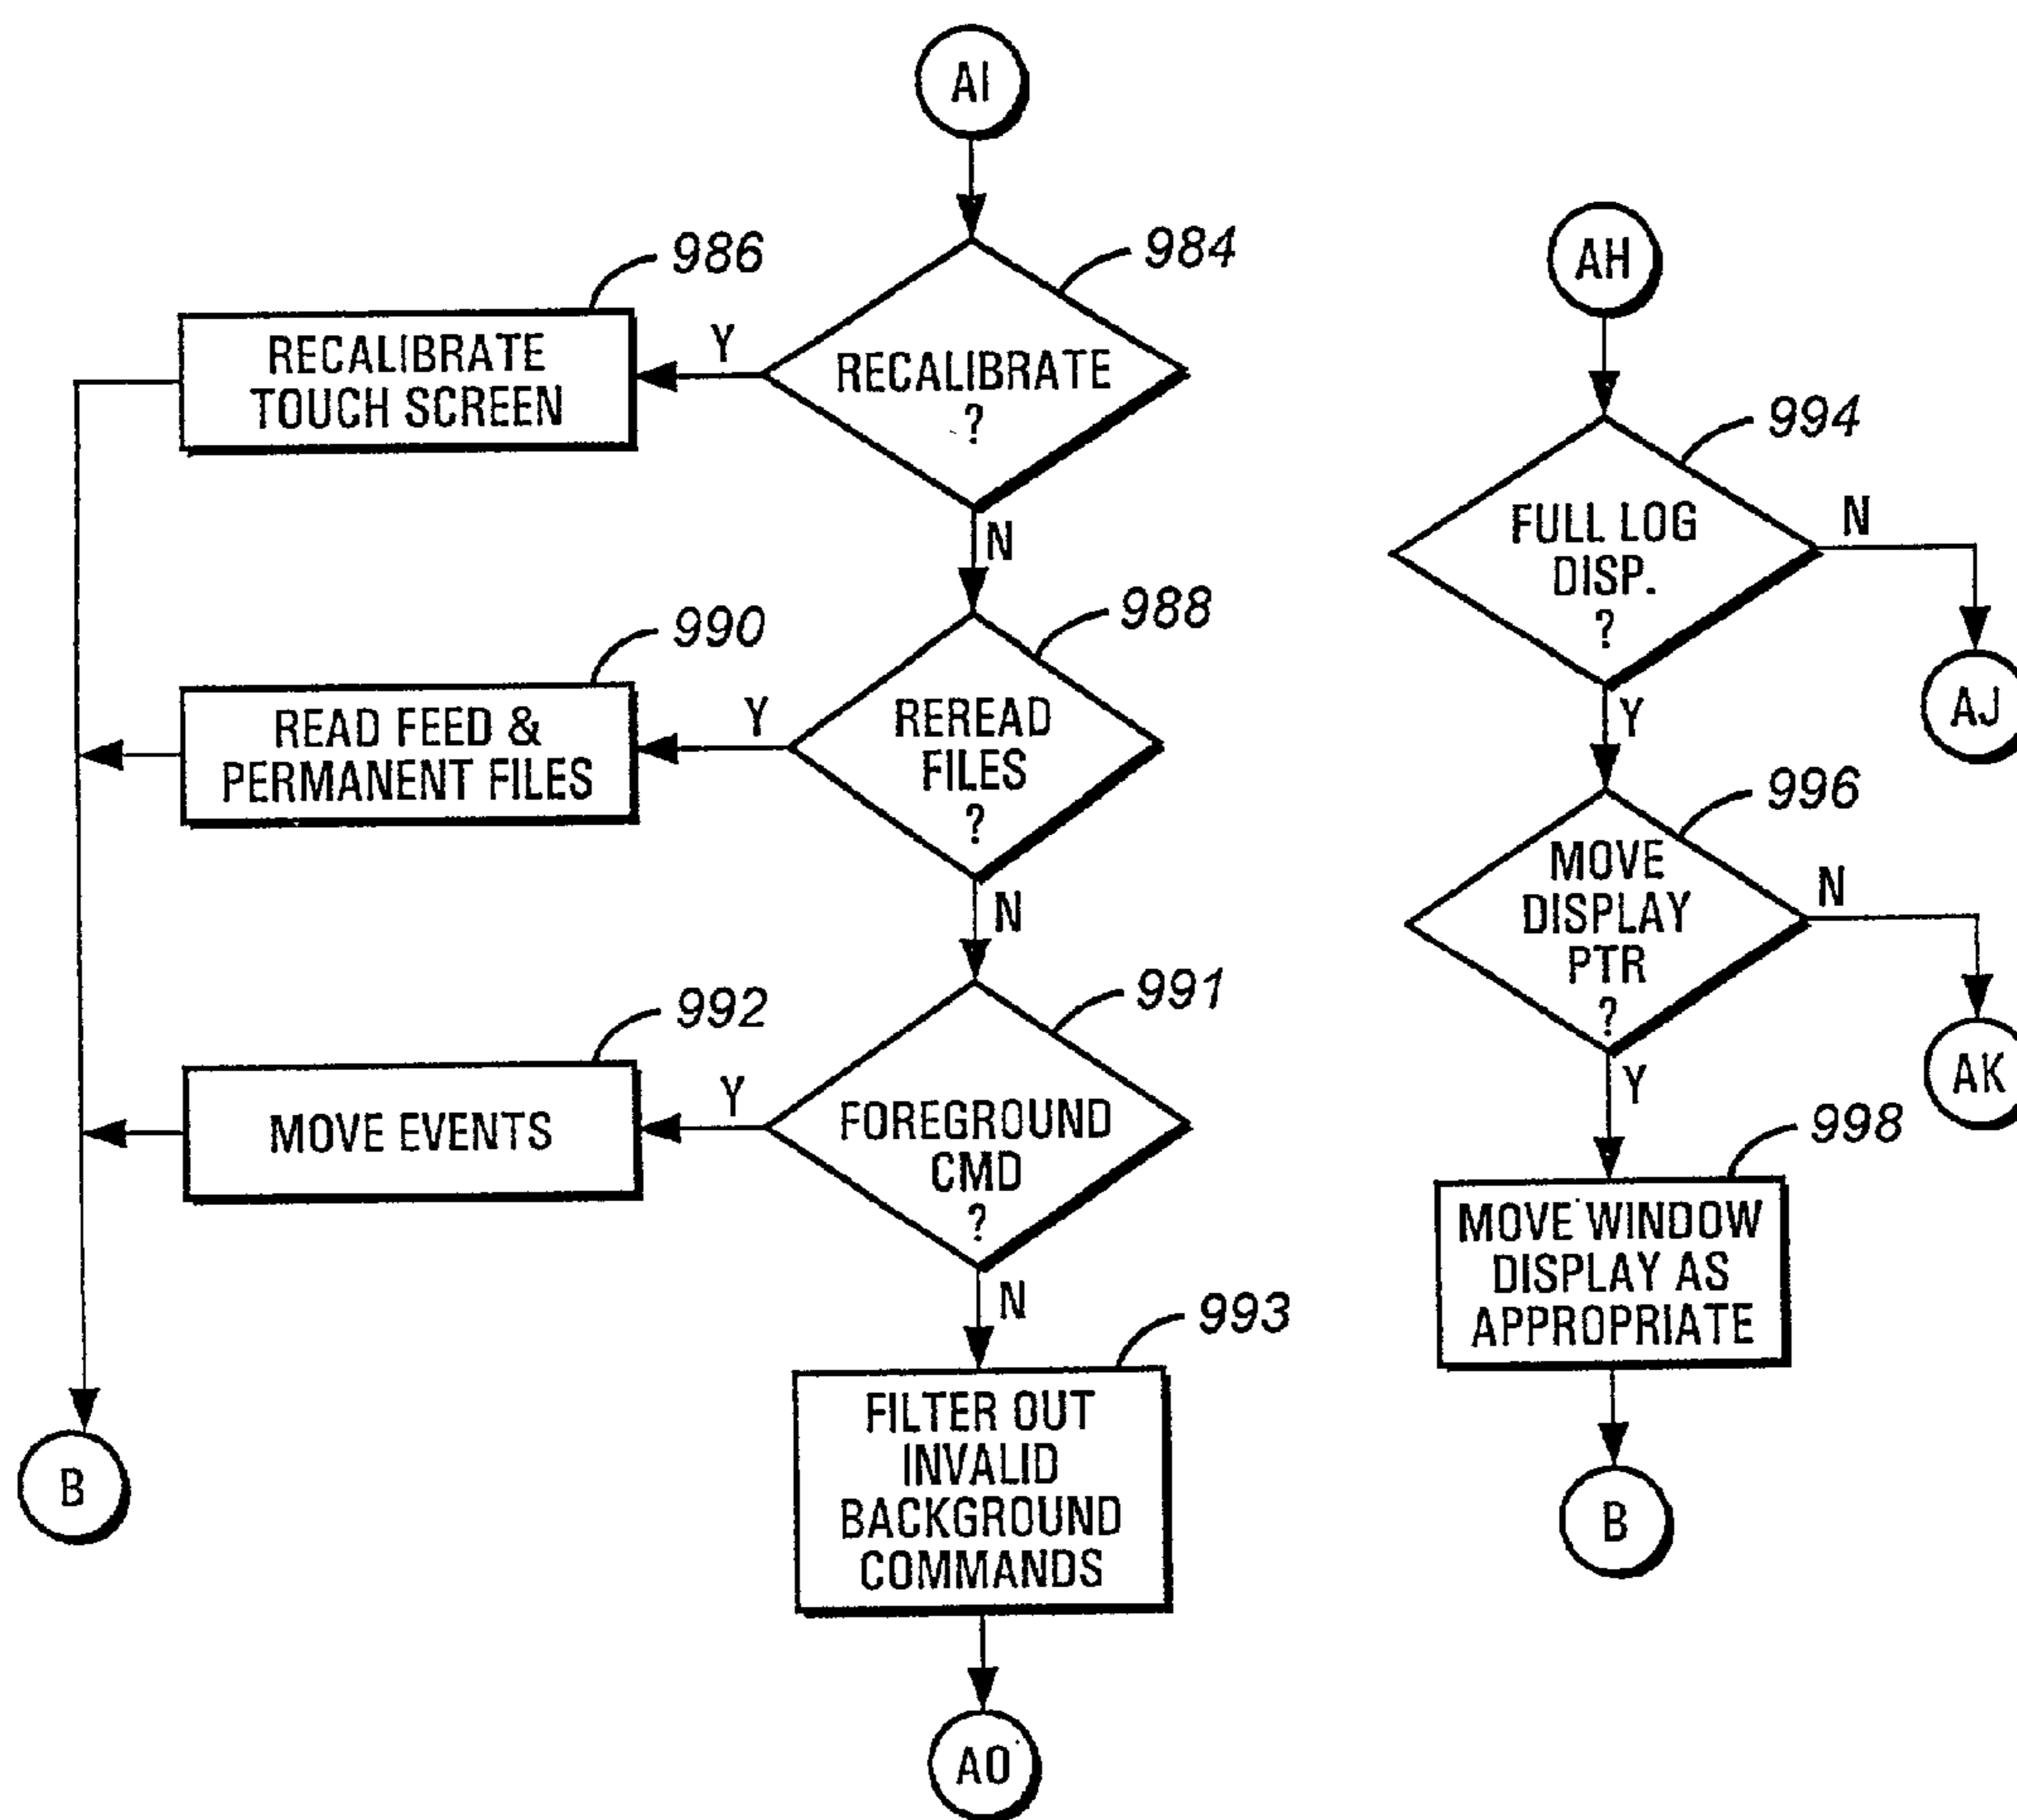 AI
984
RECALIBRATE
?
Y
986
RECALIBRATE
TOUCH SCREEN
N
988
REREAD
FILES
?
Y
990
READ FEED &
PERMANENT FILES
N
991
FOREGROUND
CMD
?
Y
992
MOVE EVENTS
B
N
993
FILTER OUT
INVALID
BACKGROUND
COMMANDS
AO
AH
994
FULL LOG
DISP.
?
N
AJ
Y
996
MOVE
DISPLAY
PTR
?
N
AK
Y
998
MOVE WINDOW
DISPLAY AS
APPROPRIATE
B